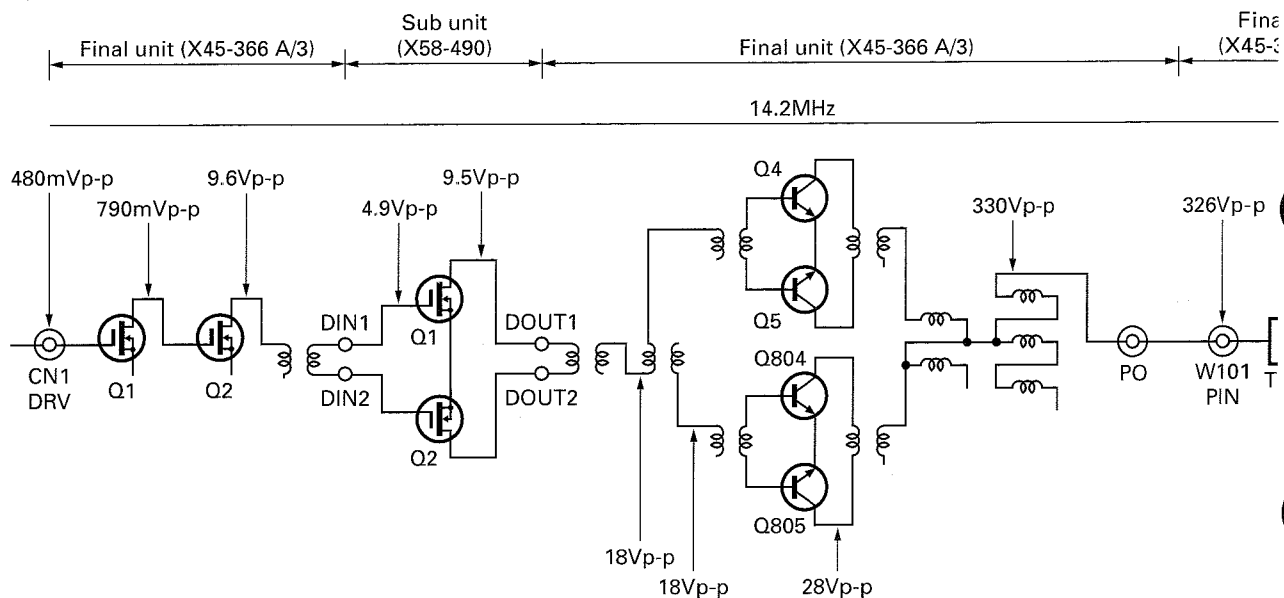 Final unit (X45-366 A/3)
Sub unit
(X58-490)
Final unit (X45-366 A/3)
14.2MHz
480mVp-p
790mVp-p
9.6Vp-p
4.9Vp-p
9.5Vp-p
330Vp-p
326Vp-p
CN1
DRV
Q1
Q2
DIN1
DIN2
Q1
Q2
DOUT1
DOUT2
Q4
Q5
Q804
Q805
PO
W101
PIN
18Vp-p
18Vp-p
28Vp-p